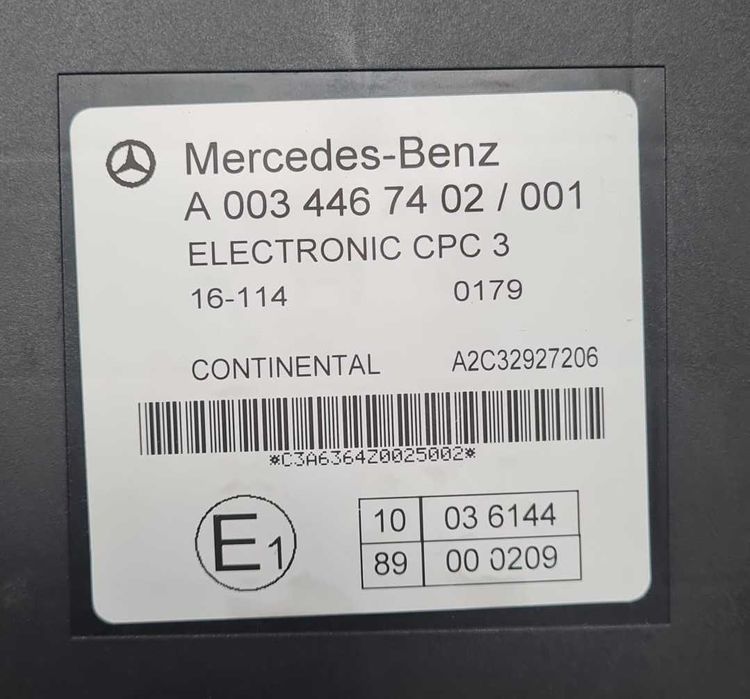 Mercedes-Benz
A 003 446 74 02 / 001
ELECTRONIC CPC 3
16-114 0179
CONTINENTAL A2C32927206
*C3A6364Z0025002*
E1
10 03 6144
89 00 0209